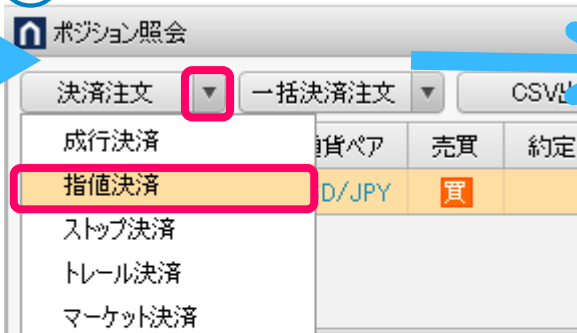 ポジション照会
決済注文 ▼ 一括決済注文 ▼ CSV
成行決済 通貨ペア 売買 約定
指値決済 D/JPY 買
ストップ決済
トレール決済
マーケット決済